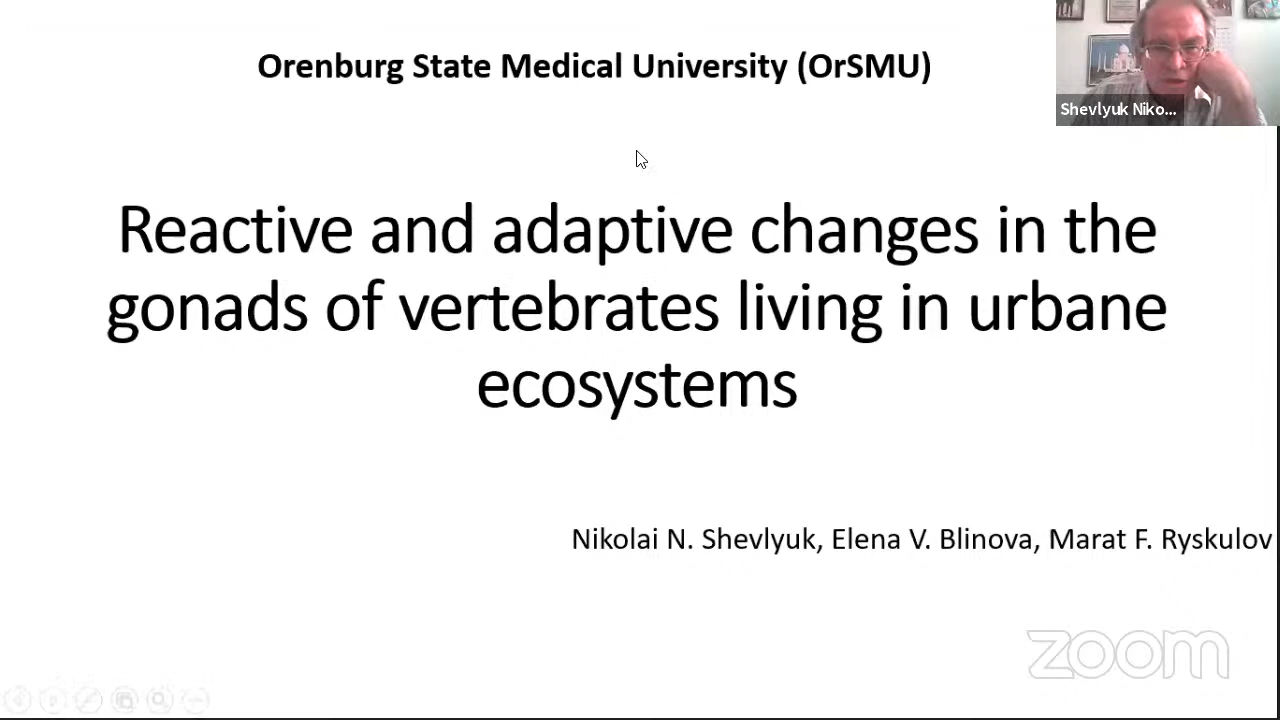 Orenburg State Medical University (OrSMU)
Shevlyuk Niko...
Reactive and adaptive changes in the
gonads of vertebrates living in urbane
ecosystems
Nikolai N. Shevlyuk, Elena V. Blinova, Marat F. Ryskulov
zoom